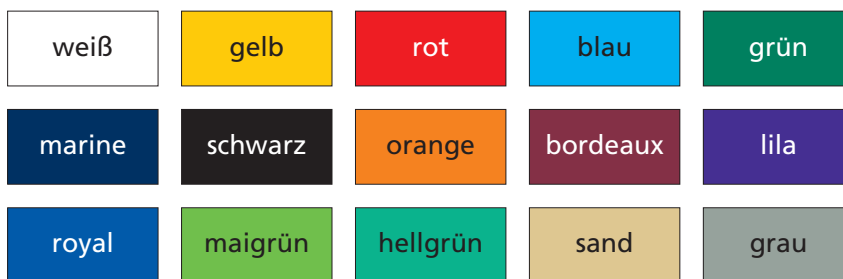 weiß gelb rot blau grün
marine schwarz orange bordeaux lila
royal maigrün hellgrün sand grau